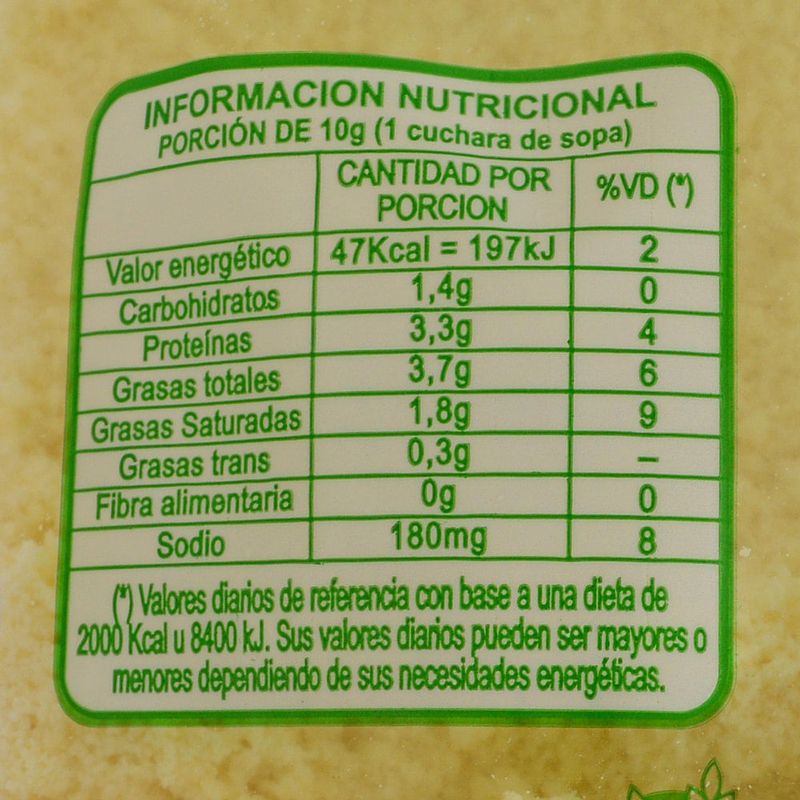 INFORMACION NUTRICIONAL
PORCIÓN DE 10g (1 cuchara de sopa)
CANTIDAD POR PORCION %VD (*)
Valor energético 47Kcal = 197kJ 2
Carbohidratos 1,4g 0
Proteínas 3,3g 4
Grasas totales 3,7g 6
Grasas Saturadas 1,8g 9
Grasas trans 0,3g –
Fibra alimentaria 0g 0
Sodio 180mg 8
(*) Valores diarios de referencia con base a una dieta de
2000 Kcal u 8400 kJ. Sus valores diarios pueden ser mayores o
menores dependiendo de sus necesidades energéticas.